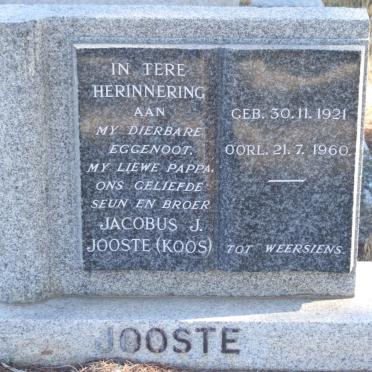 IN TERE
HERINNERING
AAN
MY DIERBARE
EGGENOOT,
MY LIEWE PAPPA,
ONS GELIEFDE
SEUN EN BROER
JACOBUS J.
JOOSTE (KOOS)
GEB. 30.11.1921
OORL. 21.7.1960.
TOT WEERSIENS.
JOOSTE